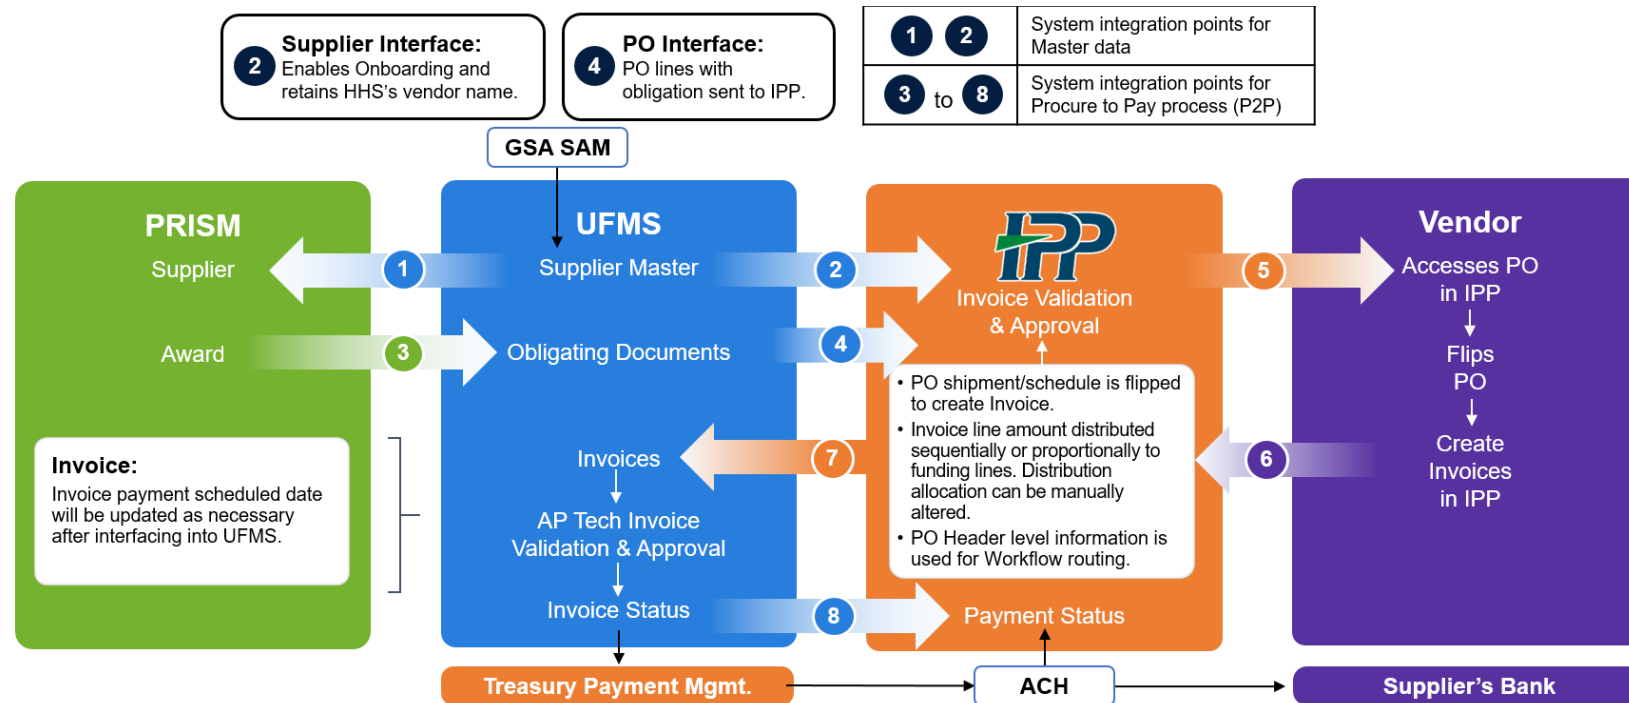 2
Supplier Interface:
Enables Onboarding and
retains HHS's vendor name.
4
PO Interface:
PO lines with
obligation sent to IPP.
1 2
System integration points for
Master data
3 to 8
System integration points for
Procure to Pay process (P2P)
GSA SAM
PRISM
Supplier
Award
Invoice:
Invoice payment scheduled date
will be updated as necessary
after interfacing into UFMS.
1
3
UFMS
Supplier Master
Obligating Documents
Invoices
AP Tech Invoice
Validation & Approval
Invoice Status
2
4
7
8
IPP
Invoice Validation
& Approval
• PO shipment/schedule is flipped
to create Invoice.
• Invoice line amount distributed
sequentially or proportionally to
funding lines. Distribution
allocation can be manually
altered.
• PO Header level information is
used for Workflow routing.
Payment Status
5
6
Vendor
Accesses PO
in IPP
Flips
PO
Create
Invoices
in IPP
Treasury Payment Mgmt.
ACH
Supplier's Bank